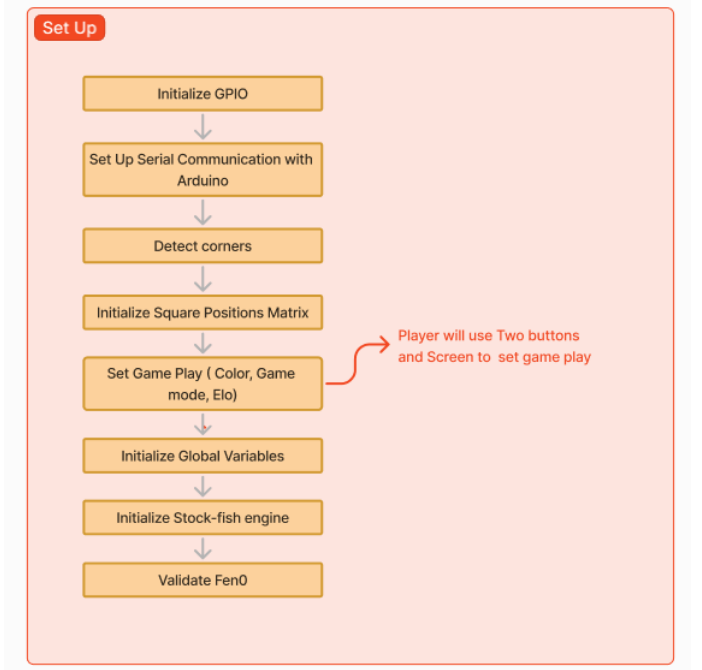 Set Up
Initialize GPIO
Set Up Serial Communication with
Arduino
Detect corners
Initialize Square Positions Matrix
Player will use Two buttons
and Screen to set game play
Set Game Play ( Color, Game
mode, Elo)
Initialize Global Variables
Initialize Stock-fish engine
Validate Fen0